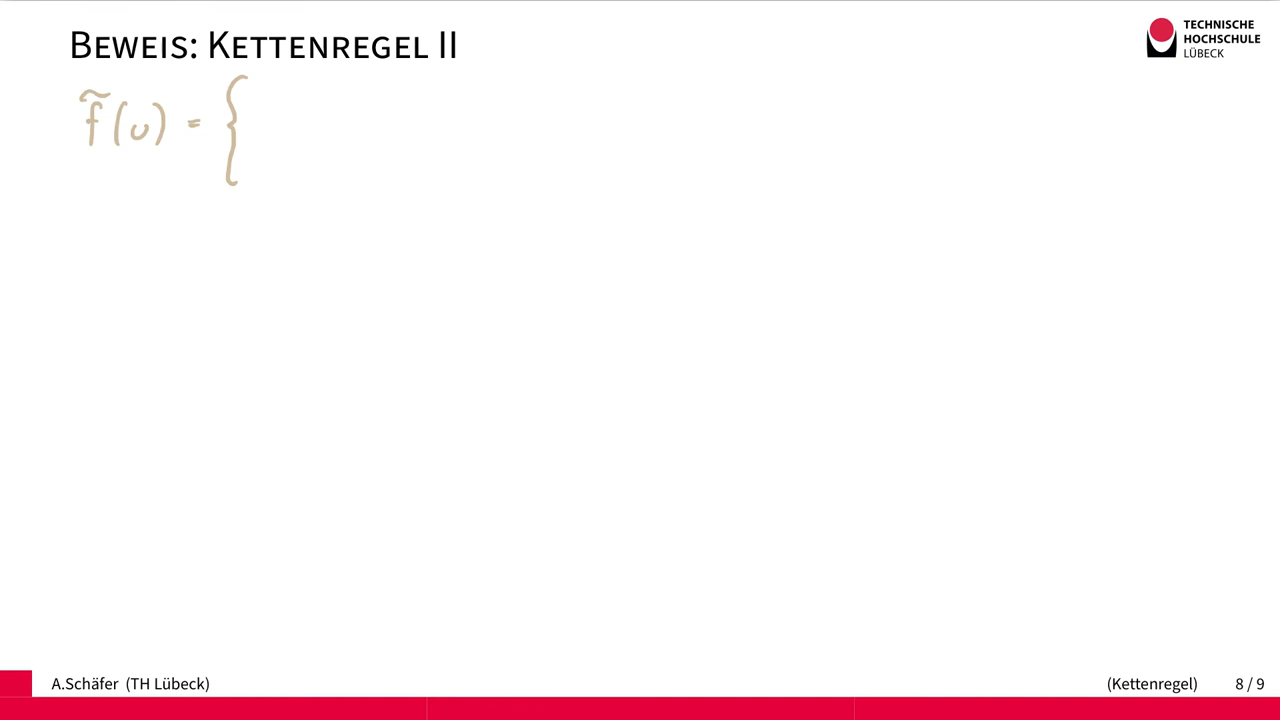 BEWEIS: KETTENREGEL II
TECHNISCHE
HOCHSCHULE
LÜBECK
f̃(u) = {
A.Schäfer (TH Lübeck)
(Kettenregel)
8 / 9